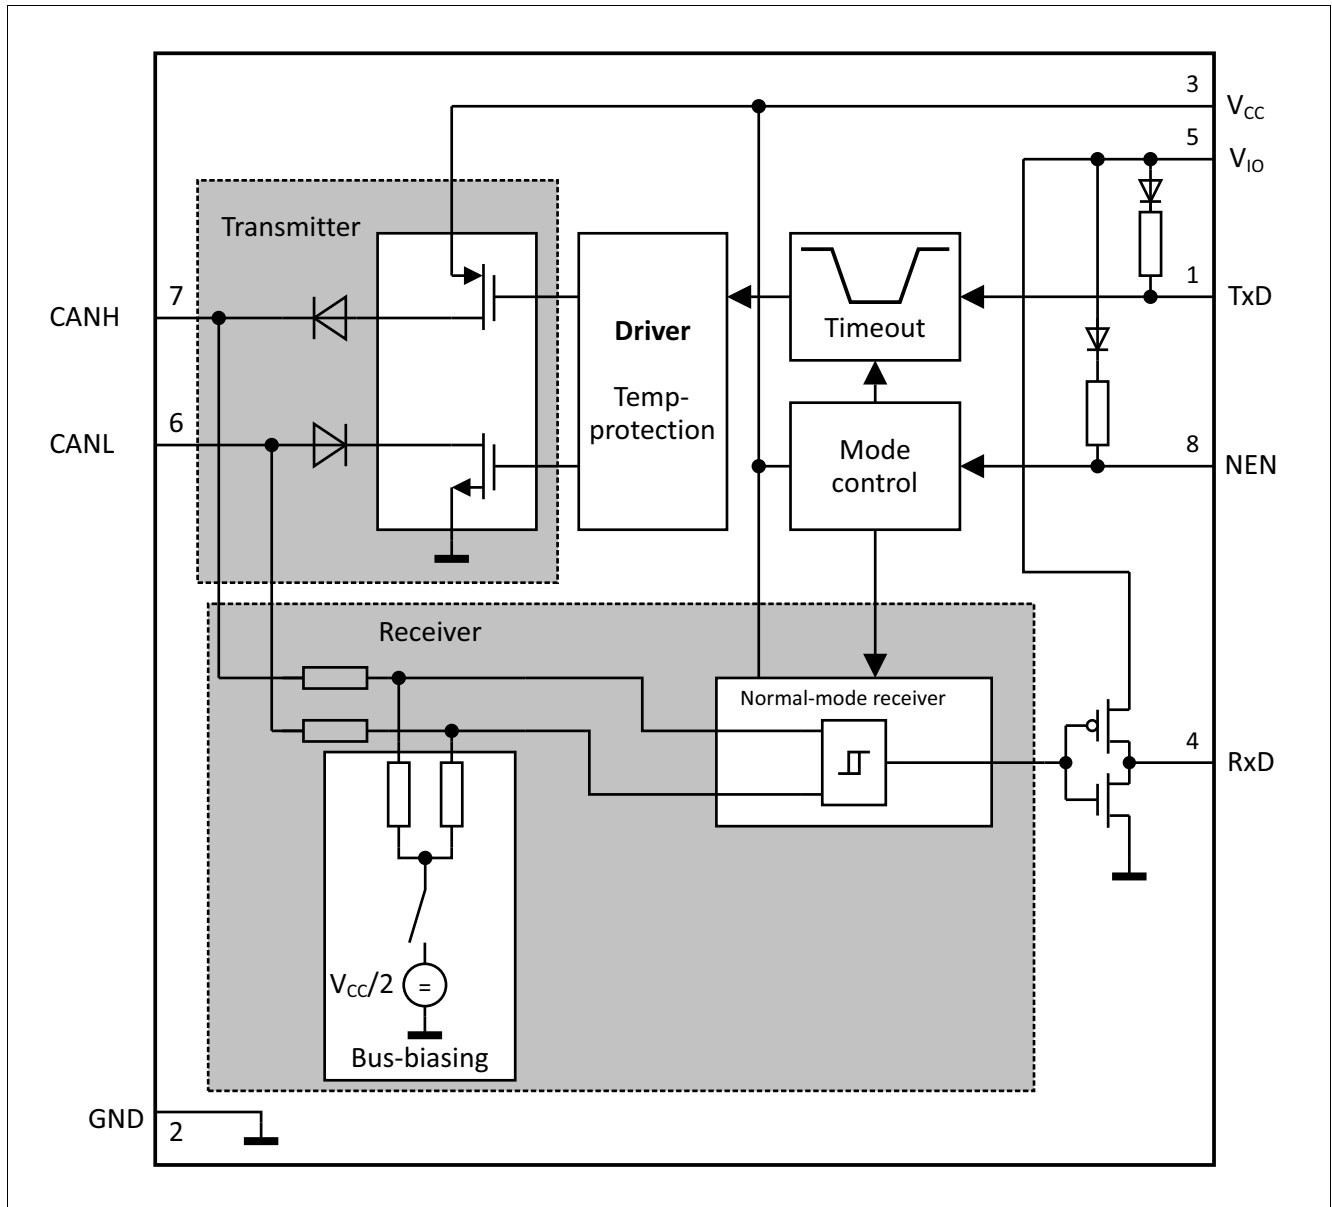 3
VCC
5
VIO
Transmitter
7
CANH
Driver
Temp-
protection
Timeout
1
TxD
6
CANL
Mode
control
8
NEN
Receiver
Normal-mode receiver
4
RxD
VCC/2
=
Bus-biasing
GND
2